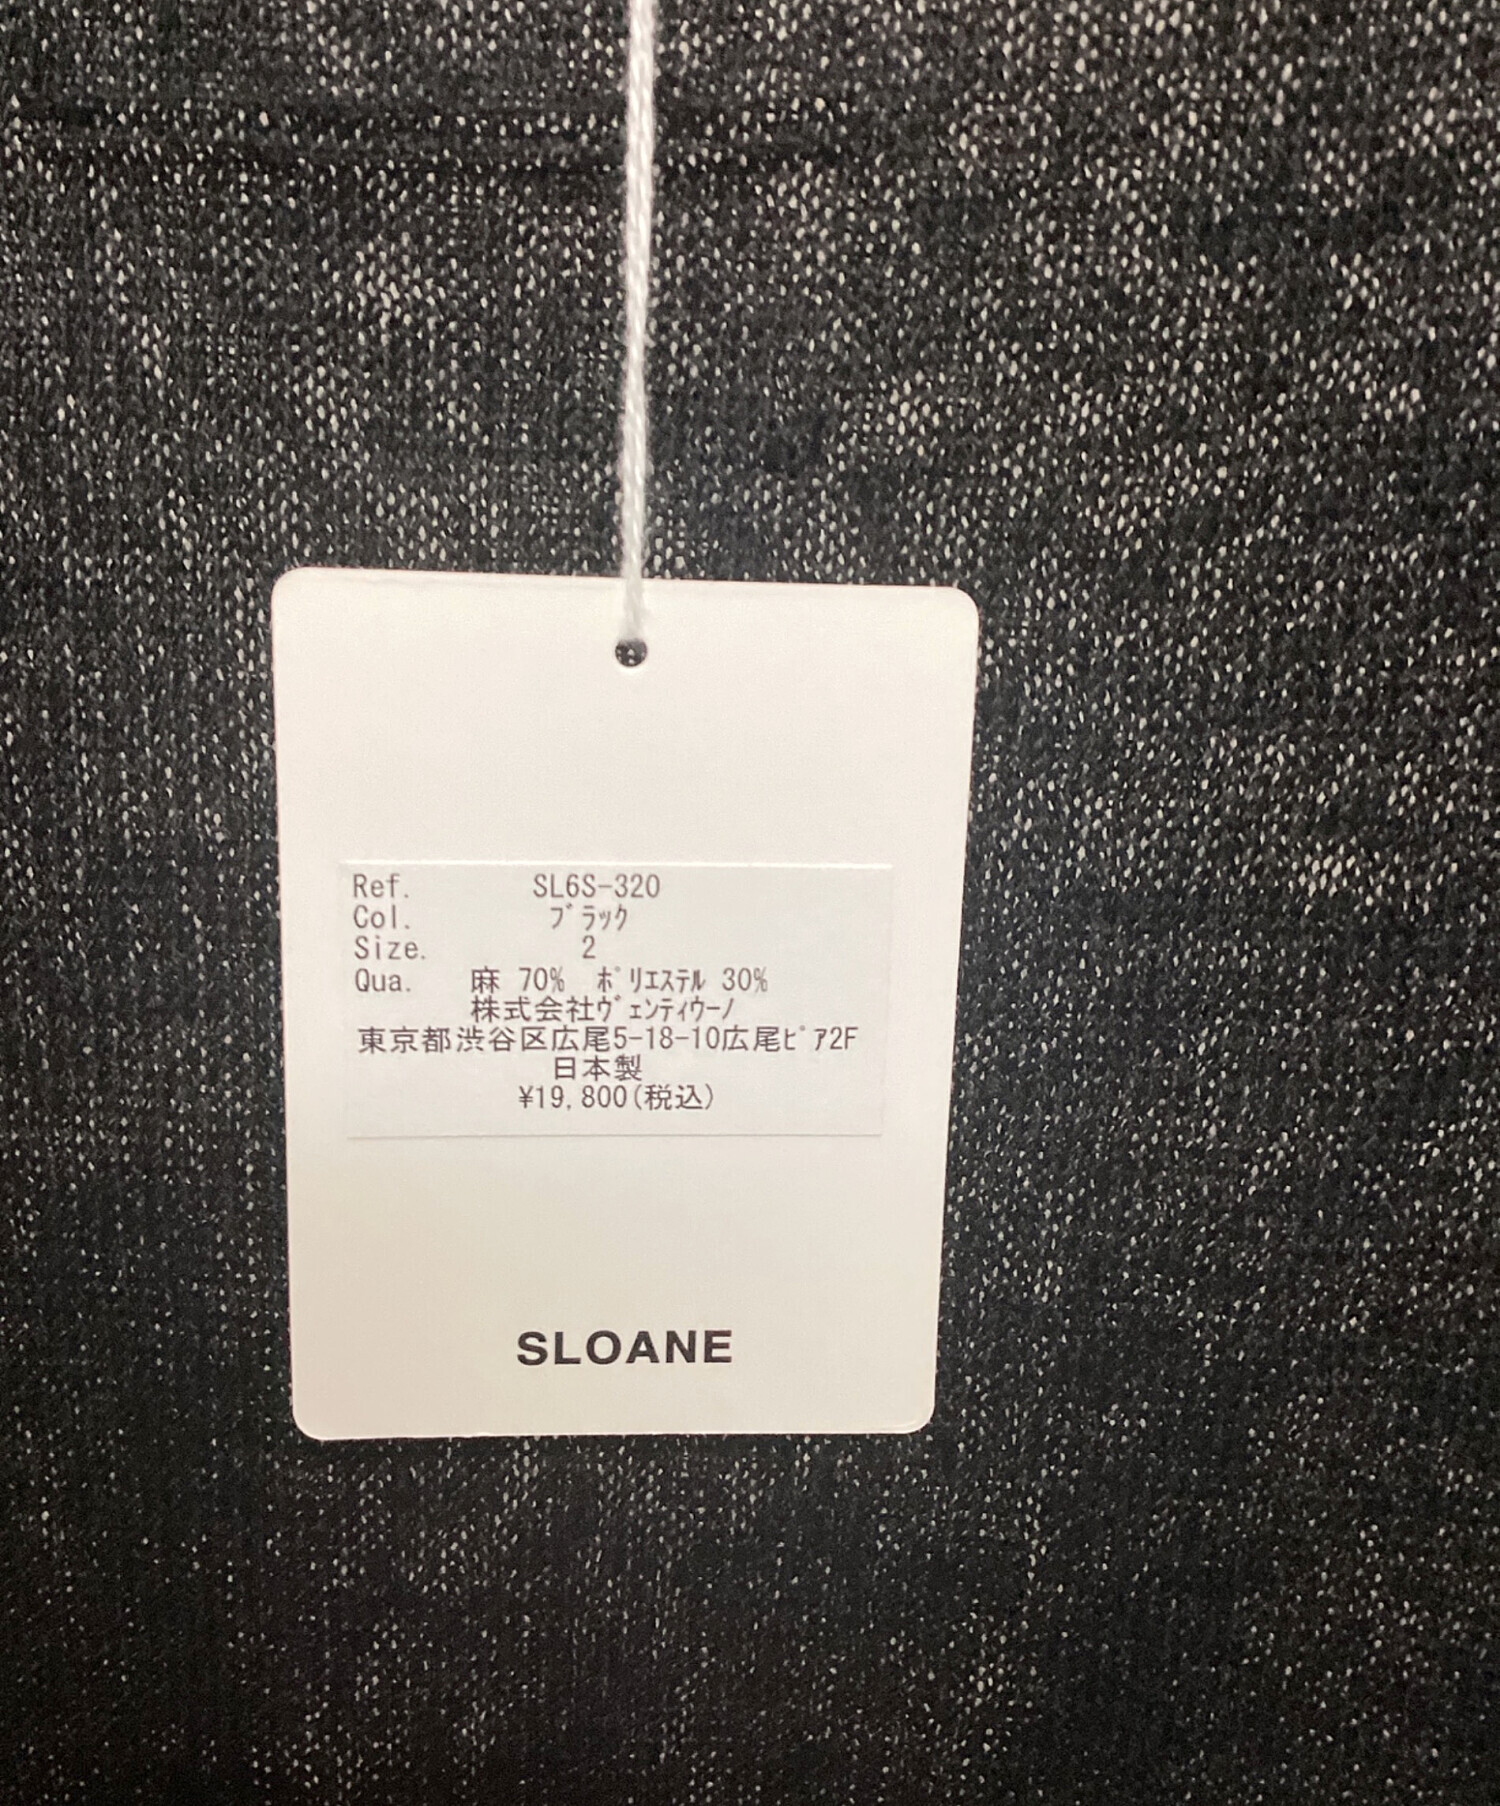 Ref. SL6S-320
Col. ﾌﾞﾗｯｸ
Size. 2
Qua. 麻 70% ﾎﾟﾘｴｽﾃﾙ 30%
株式会社ｳﾞｪﾝﾃｨｳｰﾉ
東京都渋谷区広尾5-18-10広尾ﾋﾟｱ2F
日本製
¥19,800(税込)
SLOANE